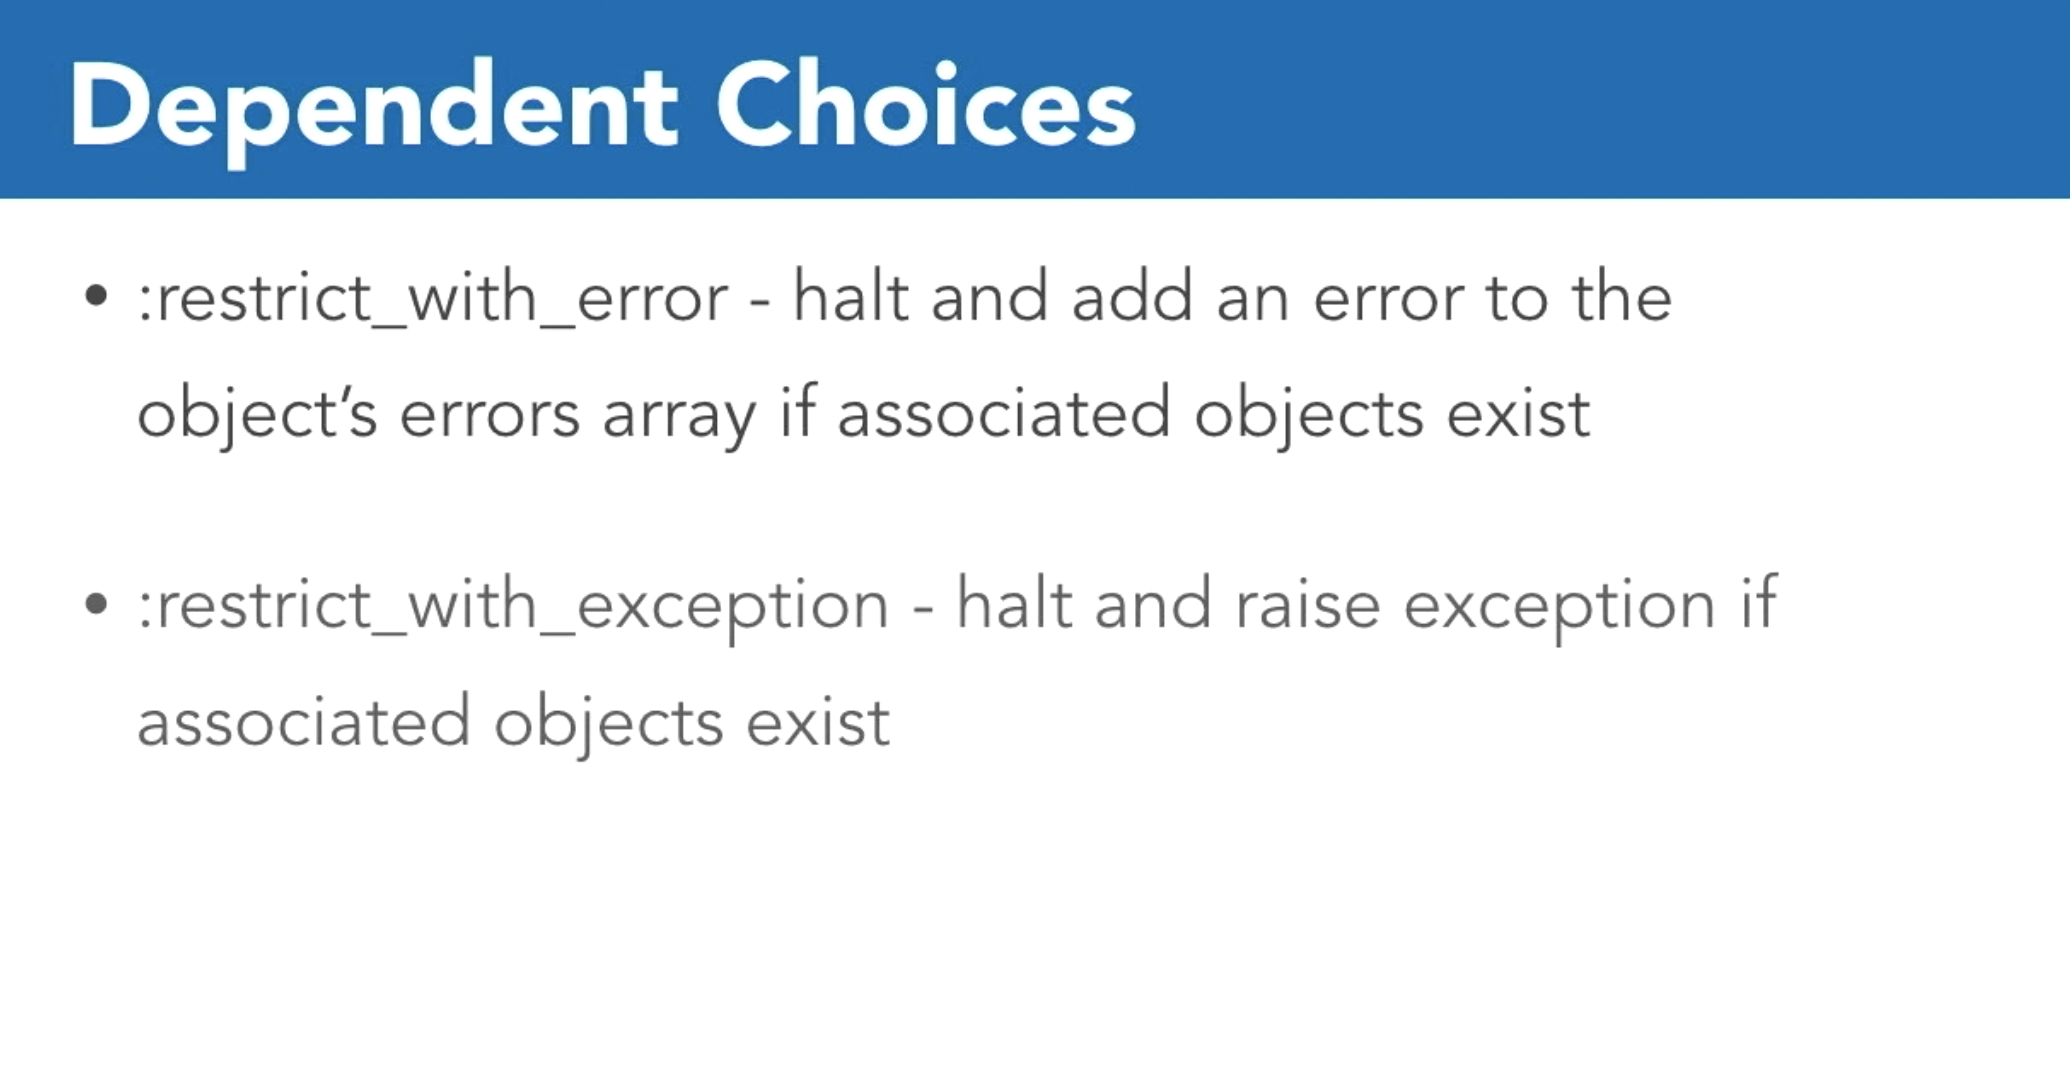 Dependent Choices
• :restrict_with_error - halt and add an error to the
object’s errors array if associated objects exist
• :restrict_with_exception - halt and raise exception if
associated objects exist